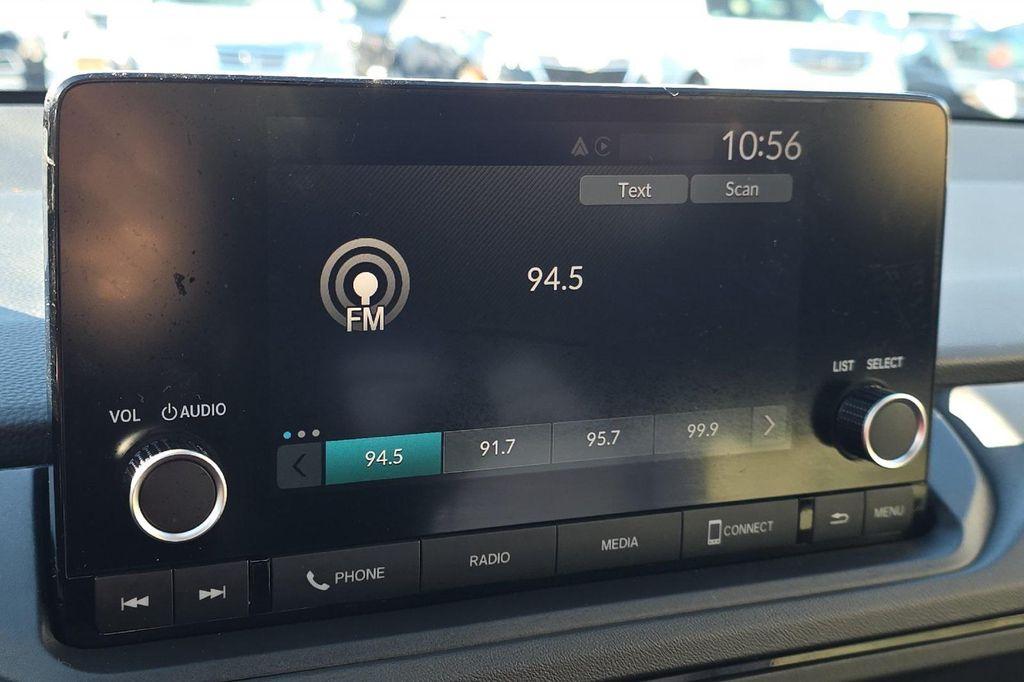 10:56
Text Scan
94.5
FM
LIST SELECT
VOL AUDIO
94.5 91.7 95.7 99.9
PHONE RADIO MEDIA CONNECT MENU